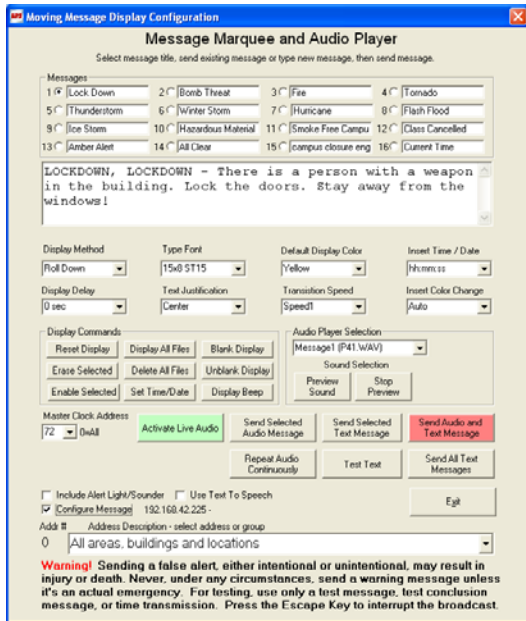 Moving Message Display Configuration
Message Marquee and Audio Player
Select message title, send existing message or type new message, then send message.
Messages
1 Lock Down 2 Bomb Threat 3 Fire 4 Tornado
5 Thunderstorm 6 Winter Storm 7 Hurricane 8 Flash Flood
9 Ice Storm 10 Hazardous Material 11 Smoke Free Campu 12 Class Cancelled
13 Amber Alert 14 All Clear 15 campus closure eng 16 Current Time
LOCKDOWN, LOCKDOWN - There is a person with a weapon
in the building. Lock the doors. Stay away from the
windows!
Display Method Type Font Default Display Color Insert Time / Date
Roll Down 15x8 ST15 Yellow hh:mm:ss
Display Delay Text Justification Transistion Speed Insert Color Change
0 sec Center Speed1 Auto
Display Commands Audio Player Selection
Reset Display Display All Files Blank Display Message1 (P41.WAV)
Sound Selection
Erase Selected Delete All Files Unblank Display Preview Sound Stop Preview
Enable Selected Set Time/Date Display Beep
Master Clock Address
72 0=All Activate Live Audio Send Selected Audio Message Send Selected Text Message Send Audio and Text Message
Repeat Audio Continuously Test Text Send All Text Messages
Include Alert Light/Sounder Use Text To Speech
Configure Message 192.168.42.225 - Exit
Addr # Address Description - select address or group
0 All areas, buildings and locations
Warning! Sending a false alert, either intentional or unintentional, may result in
injury or death. Never, under any circumstances, send a warning message unless
it's an actual emergency. For testing, use only a test message, test conclusion
message, or time transmission. Press the Escape Key to interrupt the broadcast.